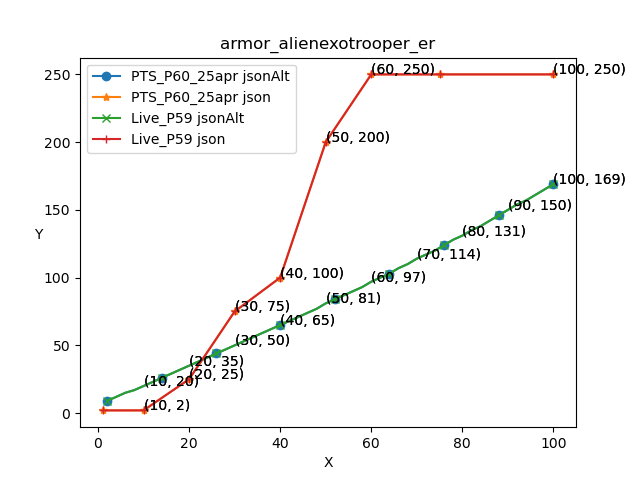 armor_alienexotrooper_er
PTS_P60_25apr jsonAlt
PTS_P60_25apr json
Live_P59 jsonAlt
Live_P59 json
(60, 250)
(100, 250)
(50, 200)
(100, 169)
(90, 150)
(80, 131)
(70, 114)
(40, 100)
(60, 97)
(50, 81)
(30, 75)
(40, 65)
(30, 50)
(20, 35)
(20, 25)
(10, 20)
(10, 2)
250
200
150
100
50
0
Y
0 20 40 60 80 100
X